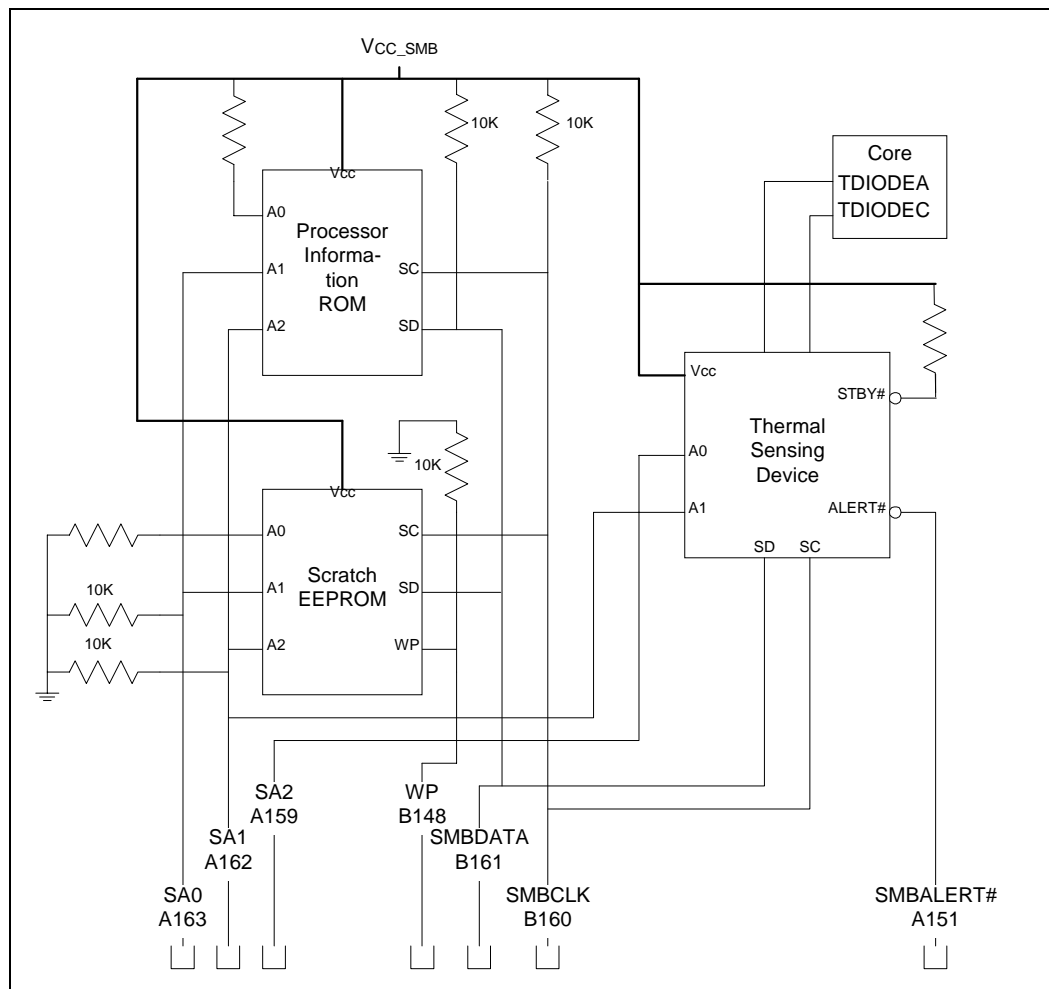 VCC_SMB
10K
10K
Core
TDIODEA
TDIODEC
Vcc
A0
Processor
Informa-
tion
ROM
A1
SC
A2
SD
Vcc
STBY#
Thermal
Sensing
Device
A0
A1
ALERT#
SD
SC
10K
Vcc
A0
SC
Scratch
EEPROM
A1
SD
A2
WP
10K
10K
SA2
A159
WP
B148
SA1
A162
SMBDATA
B161
SA0
A163
SMBCLK
B160
SMBALERT#
A151